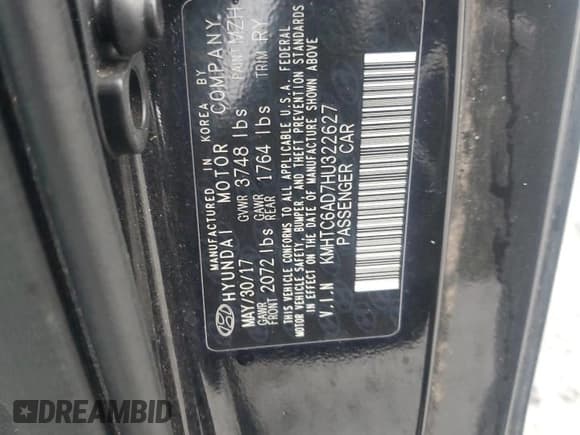 MANUFACTURED IN KOREA BY
HYUNDAI MOTOR COMPANY
MAY/30/17 GVWR 3748 lbs PAINT MZH
GAWR FRONT 2072 lbs GAWR REAR 1764 lbs TRIM RY
THIS VEHICLE CONFORMS TO ALL APPLICABLE U.S.A. FEDERAL
MOTOR VEHICLE SAFETY, BUMPER, AND THEFT PREVENTION STANDARDS
IN EFFECT ON THE DATE OF MANUFACTURE SHOWN ABOVE
V.I.N KMHTC6AD7HU322627
PASSENGER CAR
DREAMBID